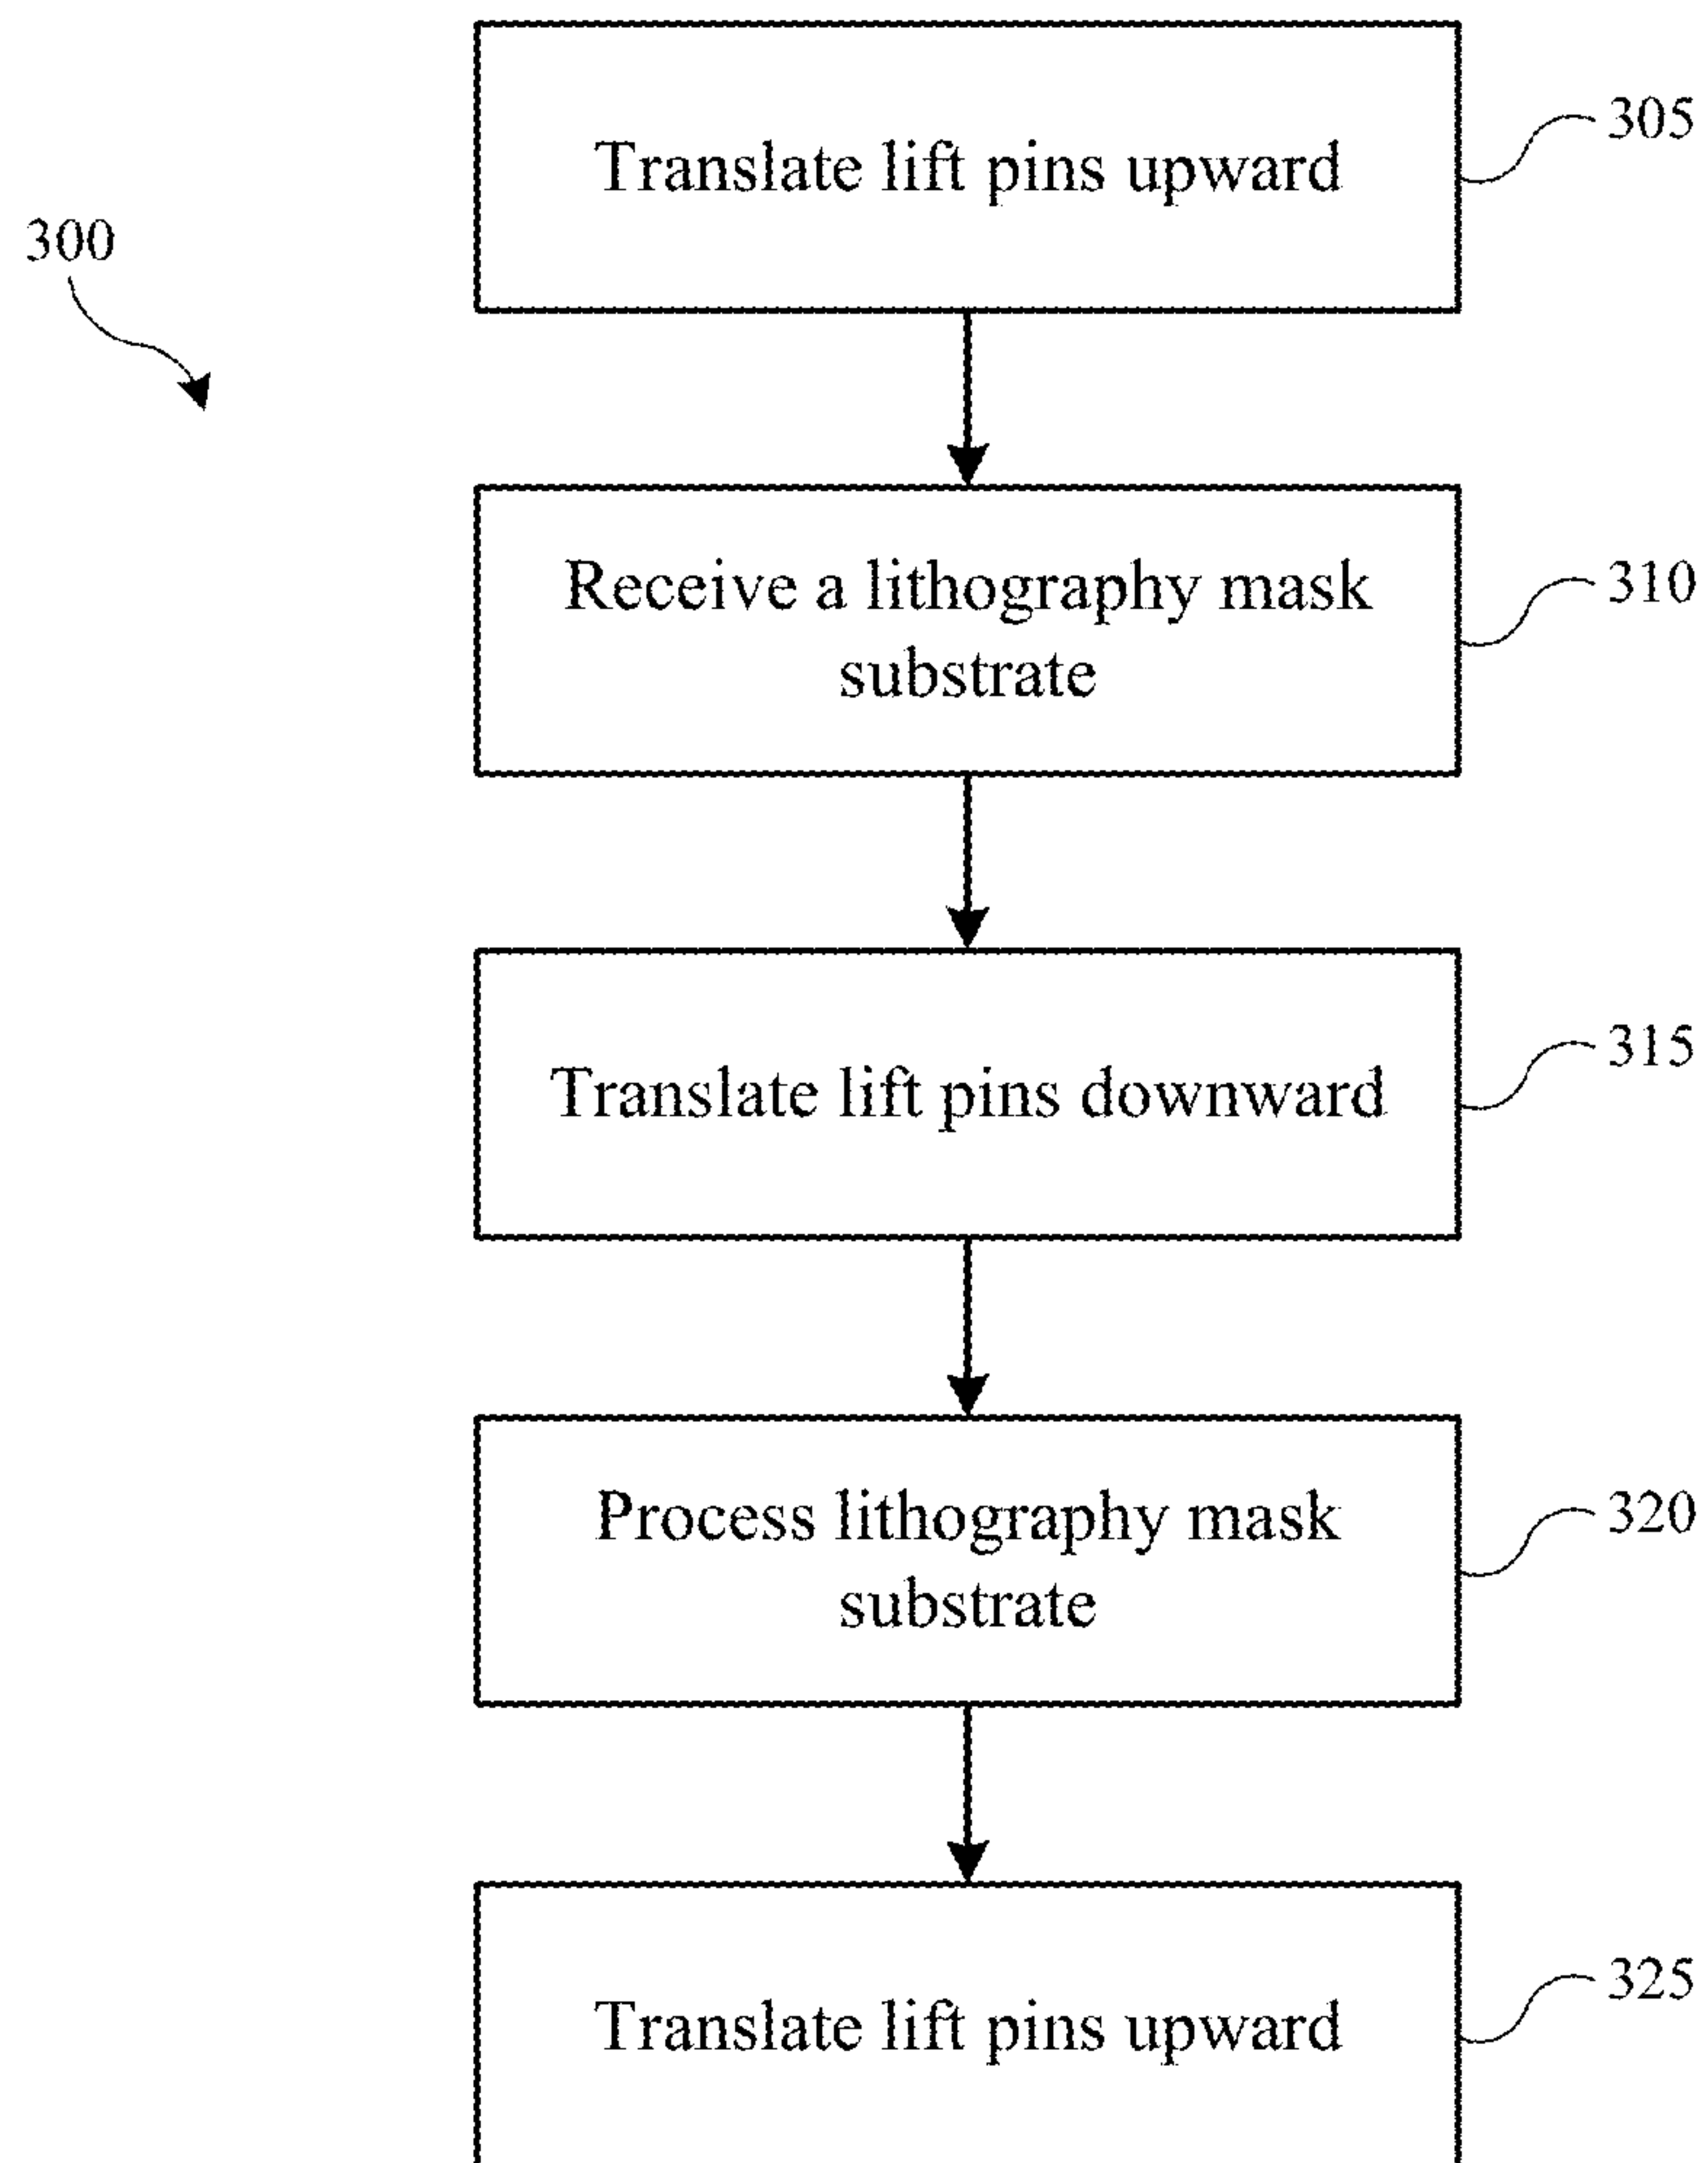 Translate lift pins upward
305
300
Receive a lithography mask
substrate
310
Translate lift pins downward
315
Process lithography mask
substrate
320
Translate lift pins upward
325